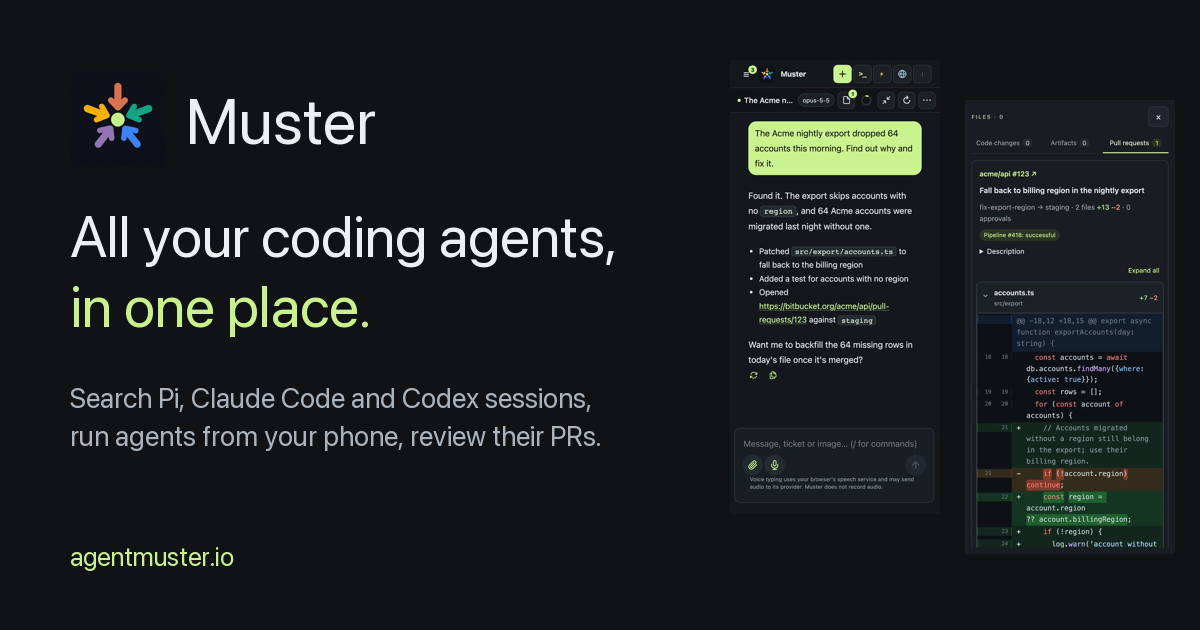 Muster
All your coding agents,
in one place.
Search Pi, Claude Code and Codex sessions,
run agents from your phone, review their PRs.
agentmuster.io
3
Muster
+
>_
The Acme n...
opus-5-5
1
The Acme nightly export dropped 64
accounts this morning. Find out why and
fix it.
Found it. The export skips accounts with
no region, and 64 Acme accounts were
migrated last night without one.
• Patched src/export/accounts.ts to
fall back to the billing region
• Added a test for accounts with no region
• Opened
https://bitbucket.org/acme/api/pull-
requests/123 against staging
Want me to backfill the 64 missing rows in
today's file once it's merged?
Message, ticket or image... (/ for commands)
Voice typing uses your browser's speech service and may send
audio to its provider. Muster does not record audio.
FILES · 0
×
Code changes 0
Artifacts 0
Pull requests 1
acme/api #123 ↗
Fall back to billing region in the nightly export
fix-export-region → staging · 2 files +13 −2 · 0
approvals
Pipeline #418: successful
▸ Description
Expand all
accounts.ts
src/export
+7 −2
@@ -18,12 +18,15 @@ export async
function exportAccounts(day:
string) {
18 18 const accounts = await
db.accounts.findMany({where:
{active: true}});
19 19 const rows = [];
20 20 for (const account of
accounts) {
21 + // Accounts migrated
without a region still belong
in the export; use their
billing region.
21 − if (!account.region)
continue;
22 + const region =
account.region
?? account.billingRegion;
23 + if (!region) {
24 + log.warn('account without